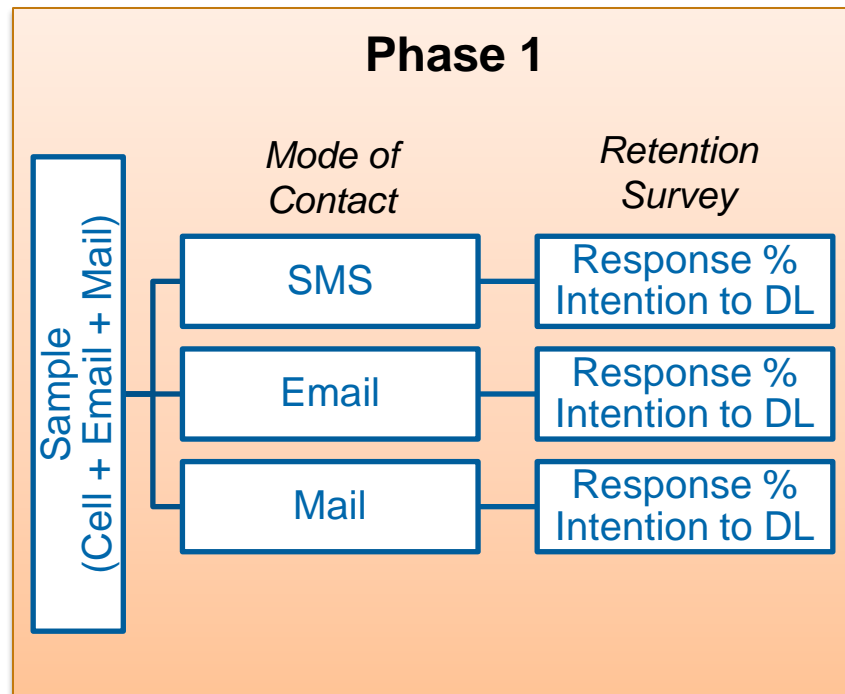 Phase 1
Mode of
Contact
Retention
Survey
Sample
(Cell + Email + Mail)
SMS
Response %
Intention to DL
Email
Response %
Intention to DL
Mail
Response %
Intention to DL